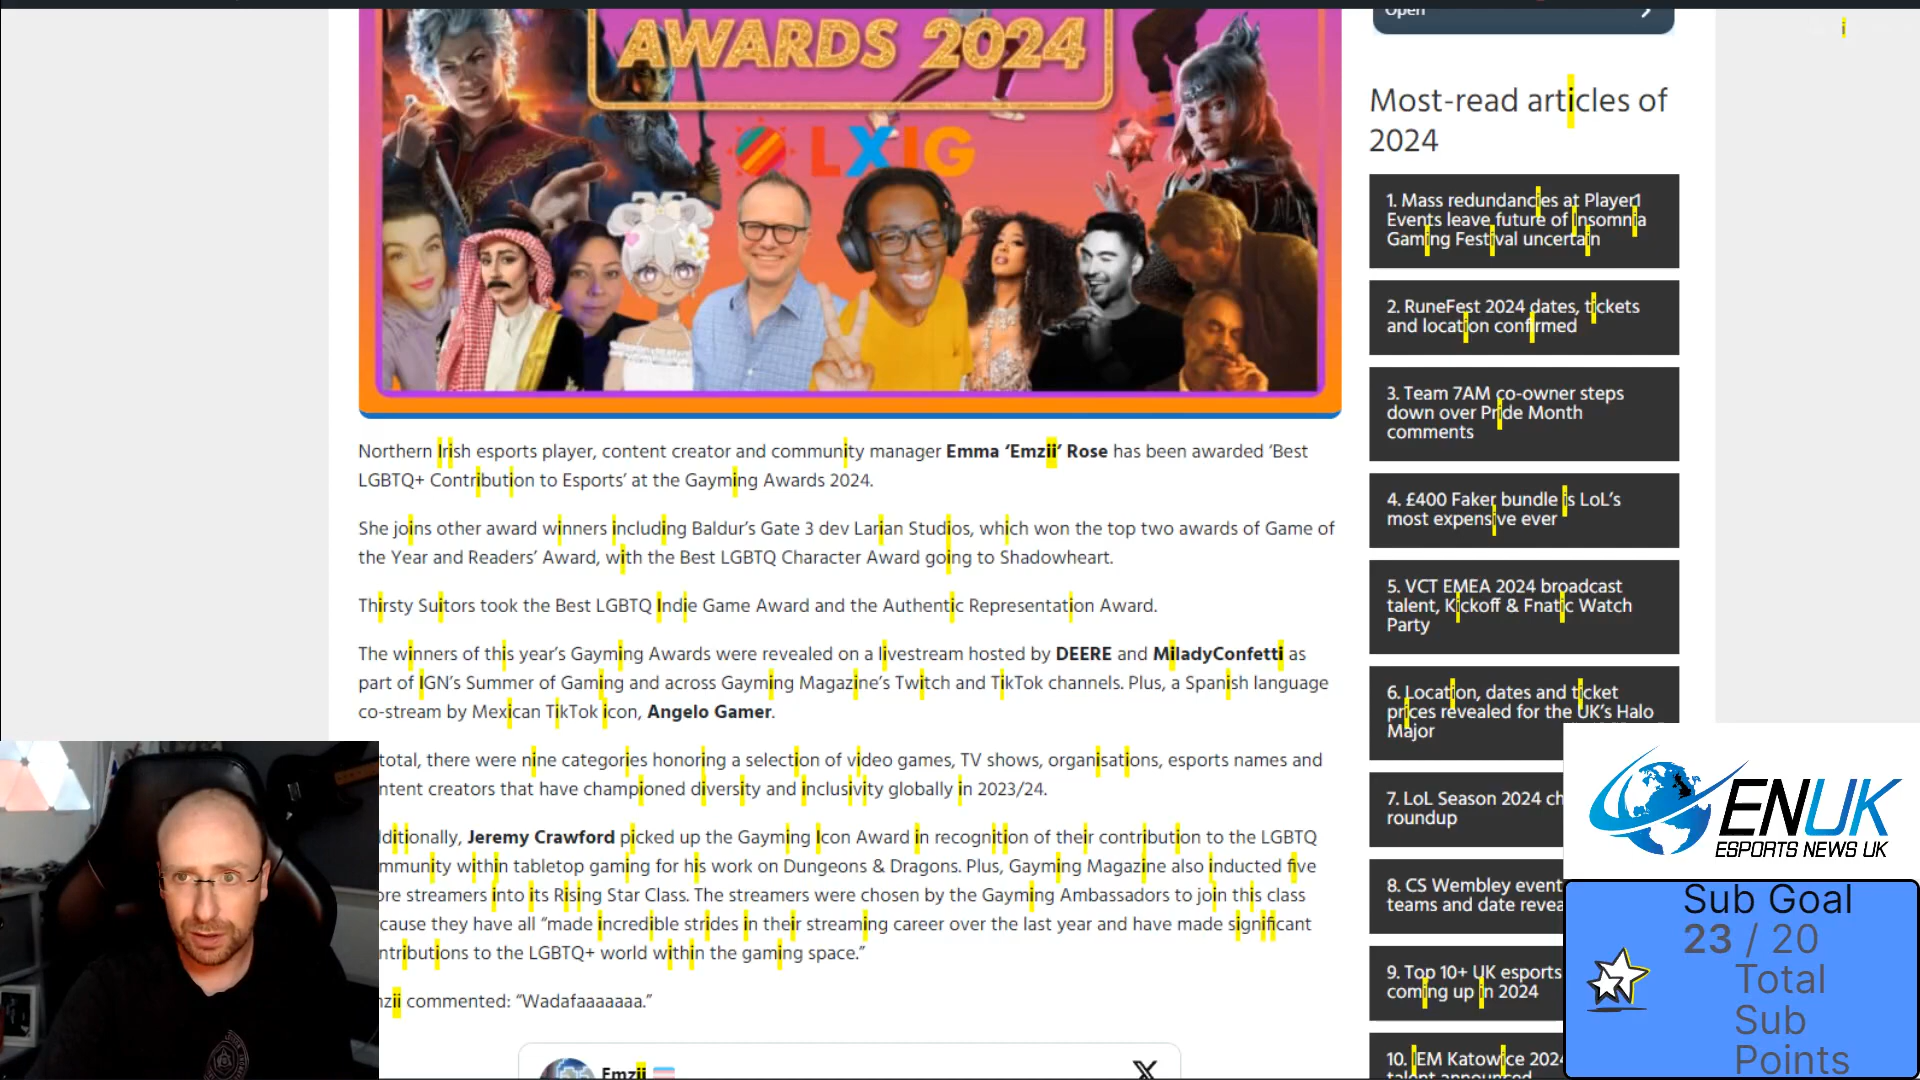 Open
AWARDS 2024
LXIG
Most-read articles of
2024
1. Mass redundancies at Player1
Events leave future of Insomnia
Gaming Festival uncertain
2. RuneFest 2024 dates, tickets
and location confirmed
3. Team 7AM co-owner steps
down over Pride Month
comments
4. £400 Faker bundle is LoL’s
most expensive ever
5. VCT EMEA 2024 broadcast
talent, Kickoff & Fnatic Watch
Party
6. Location, dates and ticket
prices revealed for the UK’s Halo
Major
7. LoL Season 2024 ch
roundup
8. CS Wembley event
teams and date revea
9. Top 10+ UK esports
coming up in 2024
10. IEM Katowice 2024
talent announced
Northern Irish esports player, content creator and community manager Emma ‘Emzii’ Rose has been awarded ‘Best
LGBTQ+ Contribution to Esports’ at the Gayming Awards 2024.
She joins other award winners including Baldur’s Gate 3 dev Larian Studios, which won the top two awards of Game of
the Year and Readers’ Award, with the Best LGBTQ Character Award going to Shadowheart.
Thirsty Suitors took the Best LGBTQ Indie Game Award and the Authentic Representation Award.
The winners of this year’s Gayming Awards were revealed on a livestream hosted by DEERE and MiladyConfetti as
part of IGN’s Summer of Gaming and across Gayming Magazine’s Twitch and TikTok channels. Plus, a Spanish language
co-stream by Mexican TikTok icon, Angelo Gamer.
total, there were nine categories honoring a selection of video games, TV shows, organisations, esports names and
ntent creators that have championed diversity and inclusivity globally in 2023/24.
ditionally, Jeremy Crawford picked up the Gayming Icon Award in recognition of their contribution to the LGBTQ
mmunity within tabletop gaming for his work on Dungeons & Dragons. Plus, Gayming Magazine also inducted five
ore streamers into its Rising Star Class. The streamers were chosen by the Gayming Ambassadors to join this class
cause they have all “made incredible strides in their streaming career over the last year and have made significant
ntributions to the LGBTQ+ world within the gaming space.”
zii commented: “Wadafaaaaaaa.”
Emzii
X
i
ENUK
ESPORTS NEWS UK
Sub Goal
23 / 20
Total
Sub
Points